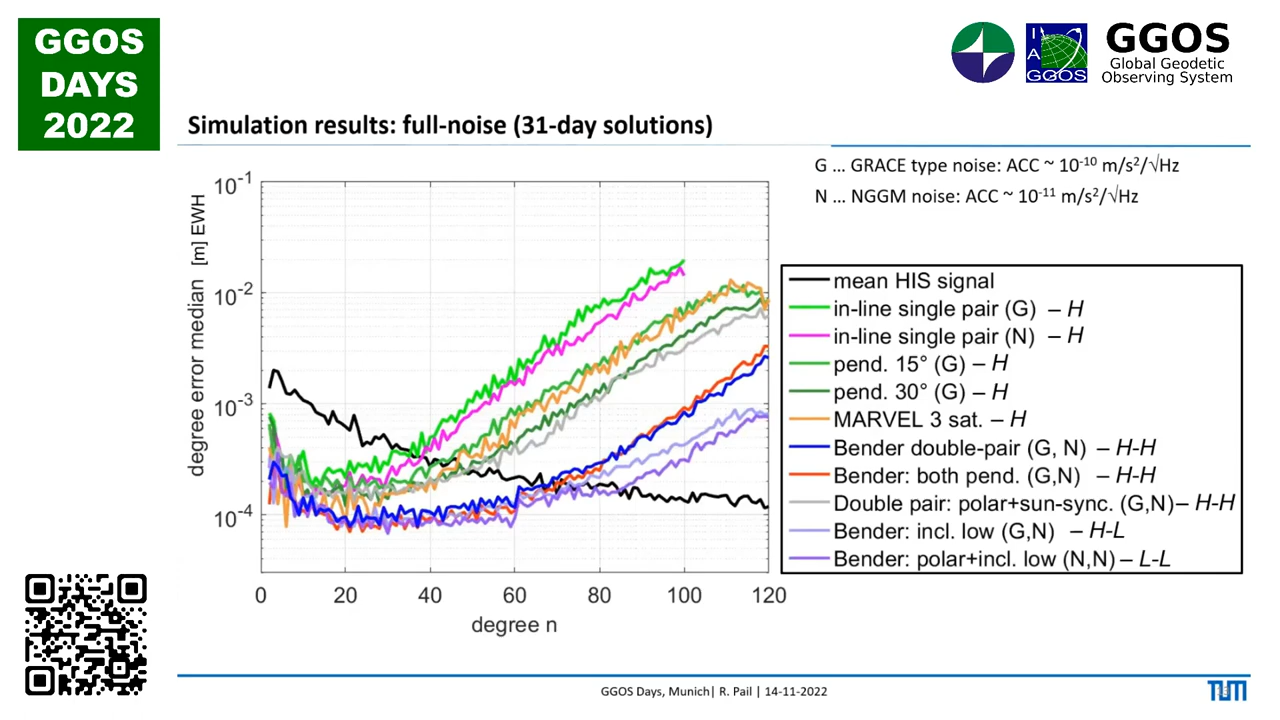 GGOS
DAYS
2022
I
A
G
GGOS
GGOS
Global Geodetic
Observing System
Simulation results: full-noise (31-day solutions)
G ... GRACE type noise: ACC ~ 10⁻¹⁰ m/s²/√Hz
N ... NGGM noise: ACC ~ 10⁻¹¹ m/s²/√Hz
degree error median [m] EWH
10⁻¹
10⁻²
10⁻³
10⁻⁴
0 20 40 60 80 100 120
degree n
mean HIS signal
in-line single pair (G) – H
in-line single pair (N) – H
pend. 15° (G) – H
pend. 30° (G) – H
MARVEL 3 sat. – H
Bender double-pair (G, N) – H-H
Bender: both pend. (G,N) – H-H
Double pair: polar+sun-sync. (G,N) – H-H
Bender: incl. low (G,N) – H-L
Bender: polar+incl. low (N,N) – L-L
GGOS Days, Munich| R. Pail | 14-11-2022
TUM